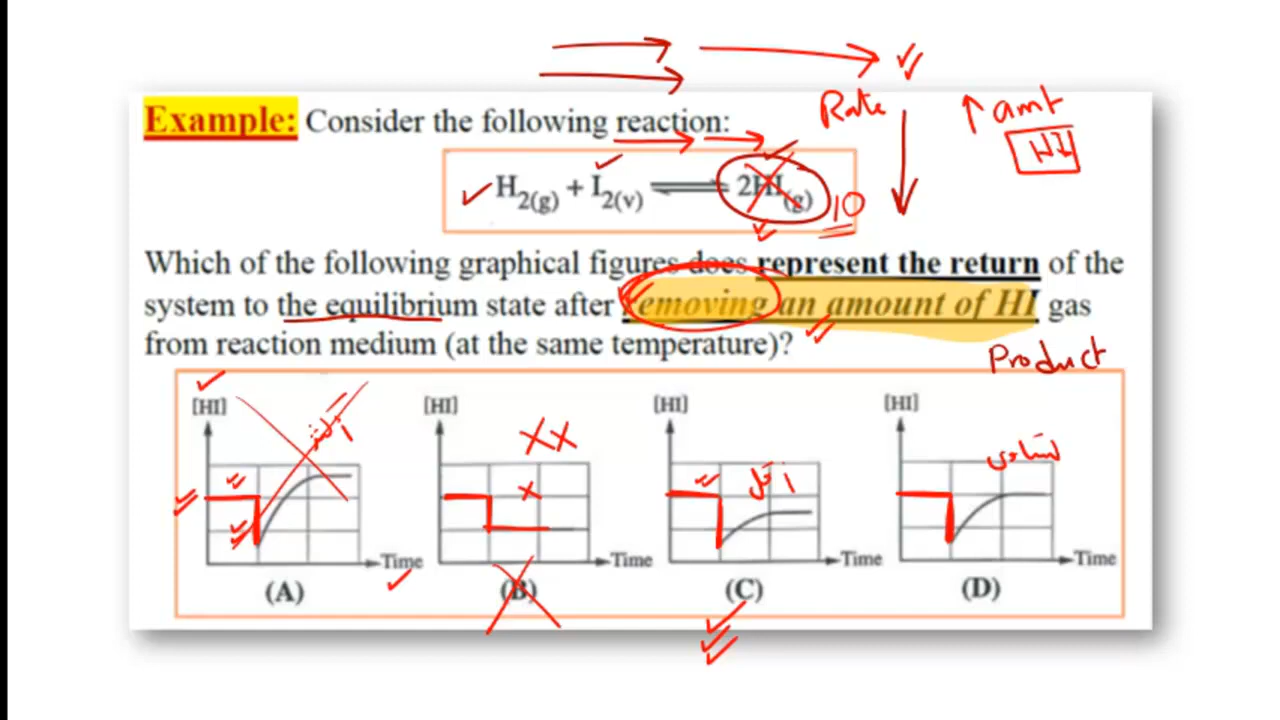 Rate ↑ amt
HI
Example: Consider the following reaction:
H2(g) + I2(v) ⇌ 2HI(g) 10
Which of the following graphical figures does represent the return of the
system to the equilibrium state after removing an amount of HI gas
from reaction medium (at the same temperature)?
Product
[HI] [HI] [HI] [HI]
أقل
Time Time Time Time
(A) (B) (C) (D)